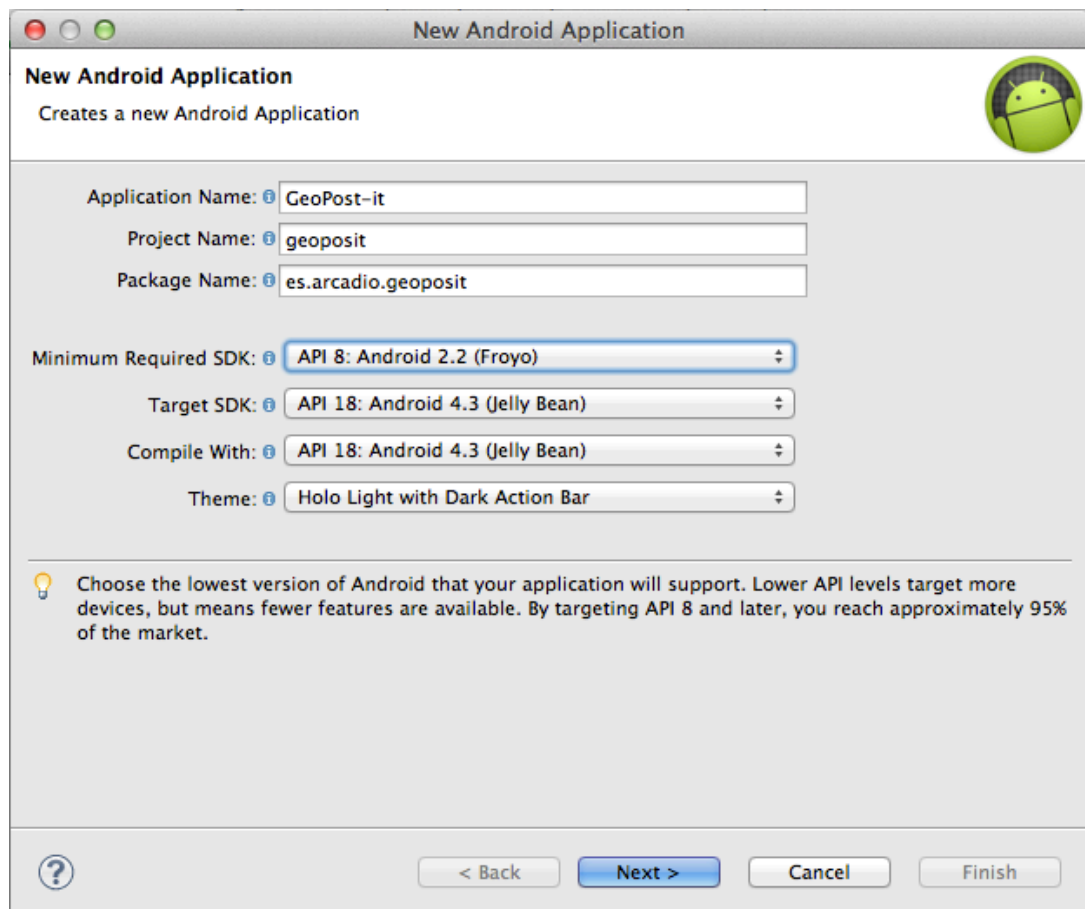 New Android Application
New Android Application
Creates a new Android Application
Application Name: GeoPost-it
Project Name: geoposit
Package Name: es.arcadio.geoposit
Minimum Required SDK: API 8: Android 2.2 (Froyo)
Target SDK: API 18: Android 4.3 (Jelly Bean)
Compile With: API 18: Android 4.3 (Jelly Bean)
Theme: Holo Light with Dark Action Bar
Choose the lowest version of Android that your application will support. Lower API levels target more
devices, but means fewer features are available. By targeting API 8 and later, you reach approximately 95%
of the market.
? < Back Next > Cancel Finish